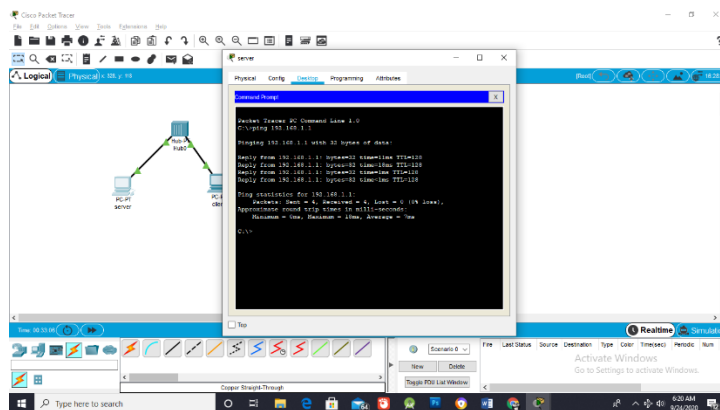 Cisco Packet Tracer
File Edit Options View Tools Extensions Help
Logical
Physical
[Root]
server
Physical Config Desktop Programming Attributes
Command Prompt
X
Packet Tracer PC Command Line 1.0
C:\>ping 192.168.1.1
Pinging 192.168.1.1 with 32 bytes of data:
Reply from 192.168.1.1: bytes=32 time=11ms TTL=128
Reply from 192.168.1.1: bytes=32 time=18ms TTL=128
Reply from 192.168.1.1: bytes=32 time=1ms TTL=128
Reply from 192.168.1.1: bytes=32 time<1ms TTL=128
Ping statistics for 192.168.1.1:
Packets: Sent = 4, Received = 4, Lost = 0 (0% loss),
Approximate round trip times in milli-seconds:
Minimum = 0ms, Maximum = 18ms, Average = 7ms
C:\>
Top
Hub0
PC-PT
server
Time: 00:33:06
Realtime
Scenario 0
New Delete
Toggle PDU List Window
Fire Last Status Source Destination Type Color Time(sec) Periodic Num
Activate Windows
Go to Settings to activate Windows.
Copper Straight-Through
Type here to search
6:20 AM
9/24/2020